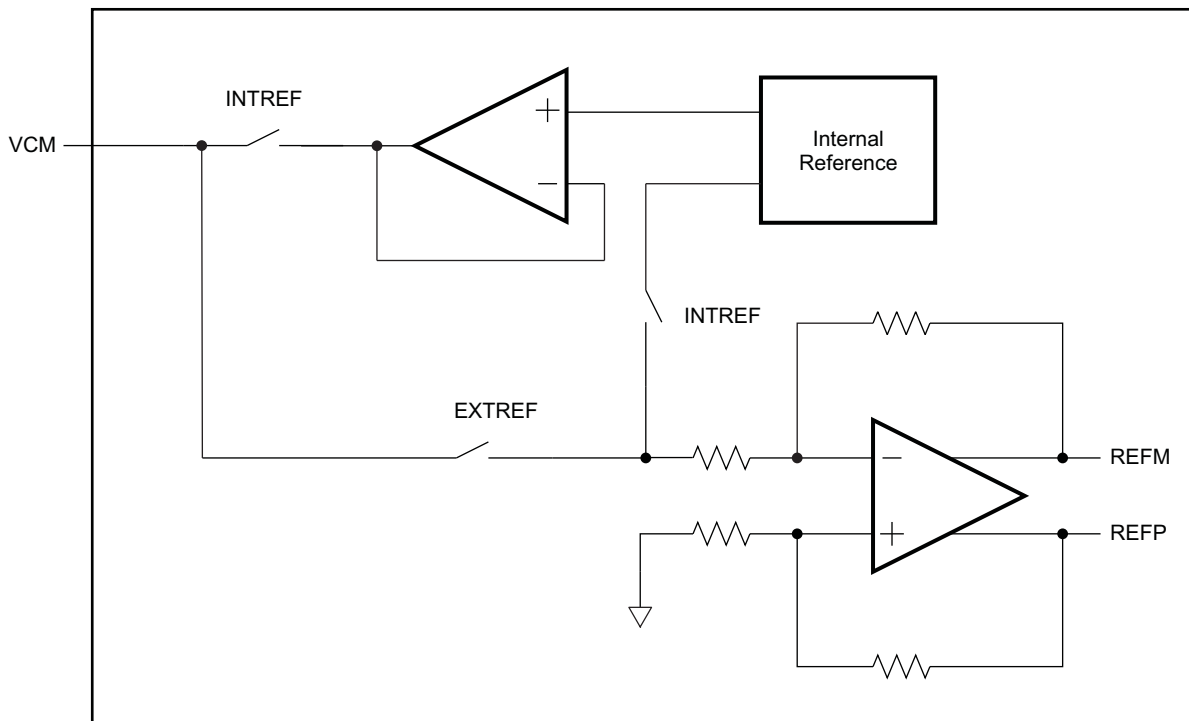 INTREF
VCM
Internal
Reference
INTREF
EXTREF
REFM
REFP